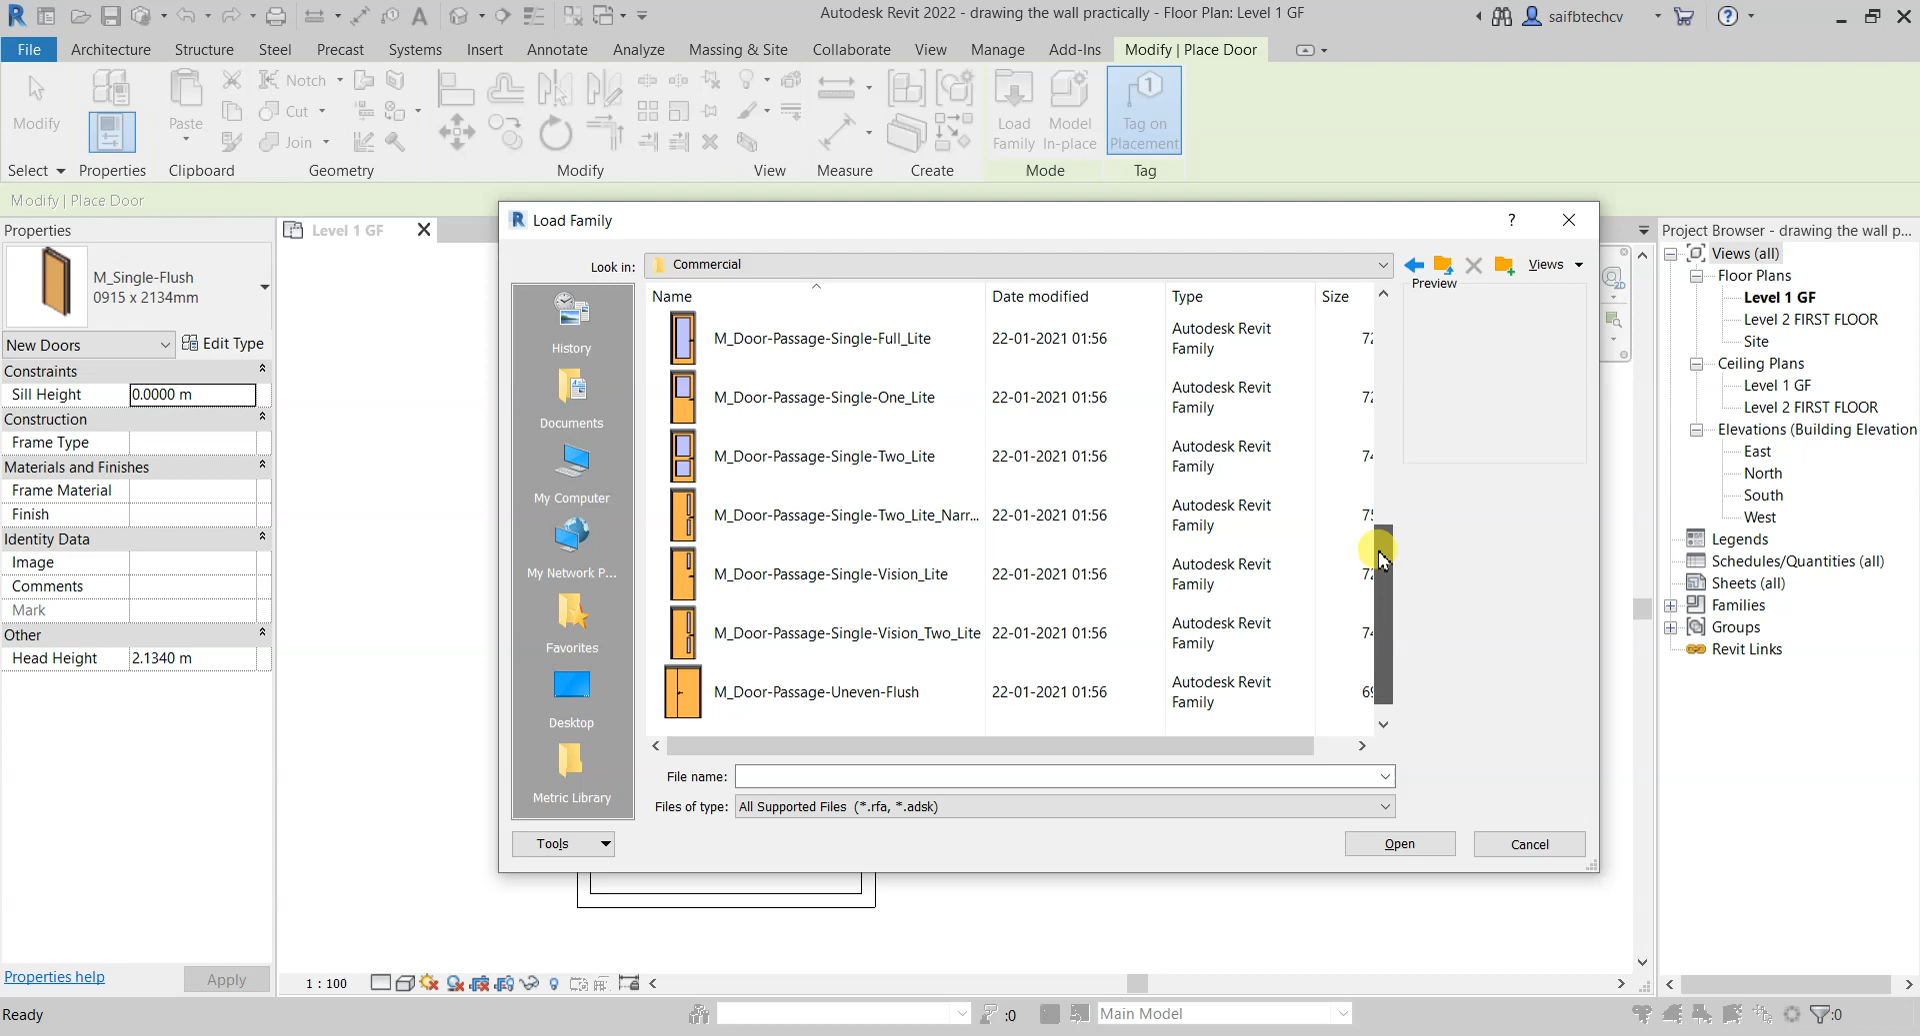 Autodesk Revit 2022 - drawing the wall practically - Floor Plan: Level 1 GF
saifbtechcv
File Architecture Structure Steel Precast Systems Insert Annotate Analyze Massing & Site Collaborate View Manage Add-Ins Modify | Place Door
Modify
Paste
Notch
Cut
Join
Load Family
Model In-place
Tag on Placement
Select Properties Clipboard Geometry Modify View Measure Create Mode Tag
Modify | Place Door
Properties
M_Single-Flush
0915 x 2134mm
New Doors Edit Type
Constraints
Sill Height 0.0000 m
Construction
Frame Type
Materials and Finishes
Frame Material
Finish
Identity Data
Image
Comments
Mark
Other
Head Height 2.1340 m
Properties help Apply
Level 1 GF
Load Family
Look in: Commercial Views
Preview
History
Documents
My Computer
My Network P...
Favorites
Desktop
Metric Library
Name Date modified Type Size
M_Door-Passage-Single-Full_Lite 22-01-2021 01:56 Autodesk Revit Family
M_Door-Passage-Single-One_Lite 22-01-2021 01:56 Autodesk Revit Family
M_Door-Passage-Single-Two_Lite 22-01-2021 01:56 Autodesk Revit Family
M_Door-Passage-Single-Two_Lite_Narr... 22-01-2021 01:56 Autodesk Revit Family
M_Door-Passage-Single-Vision_Lite 22-01-2021 01:56 Autodesk Revit Family
M_Door-Passage-Single-Vision_Two_Lite 22-01-2021 01:56 Autodesk Revit Family
M_Door-Passage-Uneven-Flush 22-01-2021 01:56 Autodesk Revit Family
File name:
Files of type: All Supported Files (*.rfa, *.adsk)
Tools Open Cancel
Project Browser - drawing the wall p...
Views (all)
Floor Plans
Level 1 GF
Level 2 FIRST FLOOR
Site
Ceiling Plans
Level 1 GF
Level 2 FIRST FLOOR
Elevations (Building Elevation
East
North
South
West
Legends
Schedules/Quantities (all)
Sheets (all)
Families
Groups
Revit Links
1 : 100
Ready :0 Main Model :0